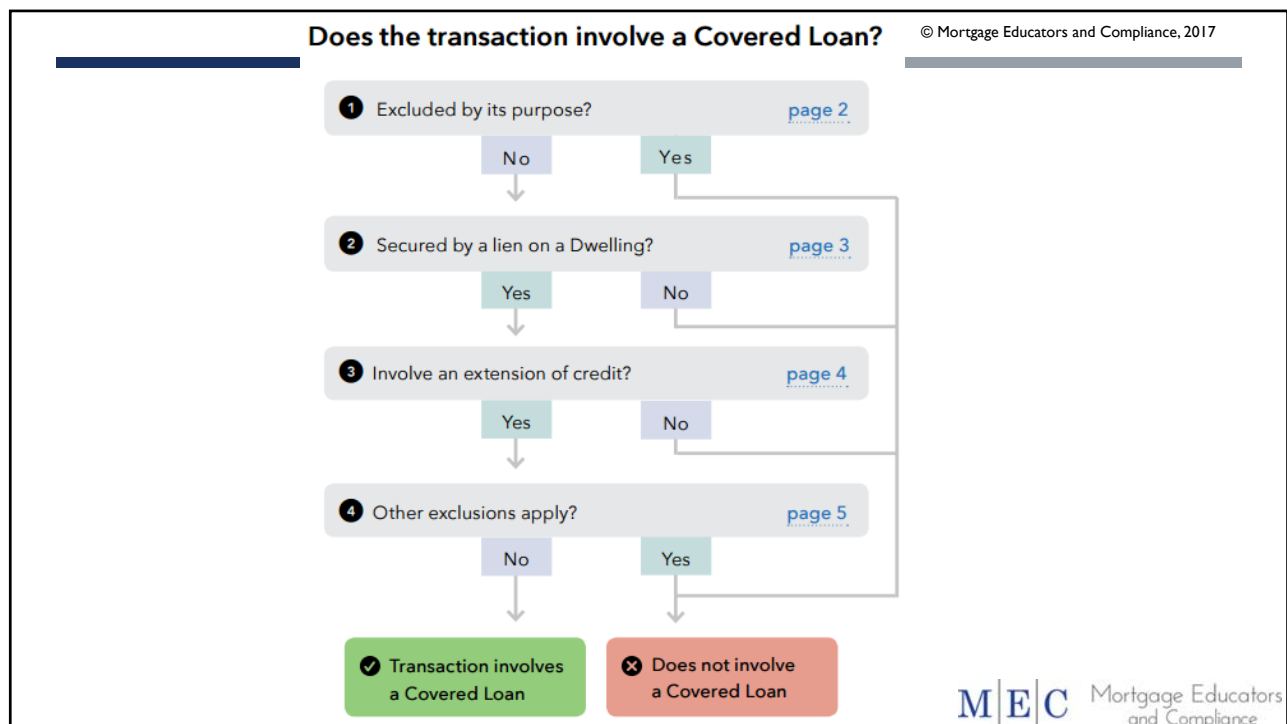 Does the transaction involve a Covered Loan?
© Mortgage Educators and Compliance, 2017
1 Excluded by its purpose? page 2
No Yes
2 Secured by a lien on a Dwelling? page 3
Yes No
3 Involve an extension of credit? page 4
Yes No
4 Other exclusions apply? page 5
No Yes
Transaction involves
a Covered Loan
Does not involve
a Covered Loan
M|E|C
Mortgage Educators
and Compliance